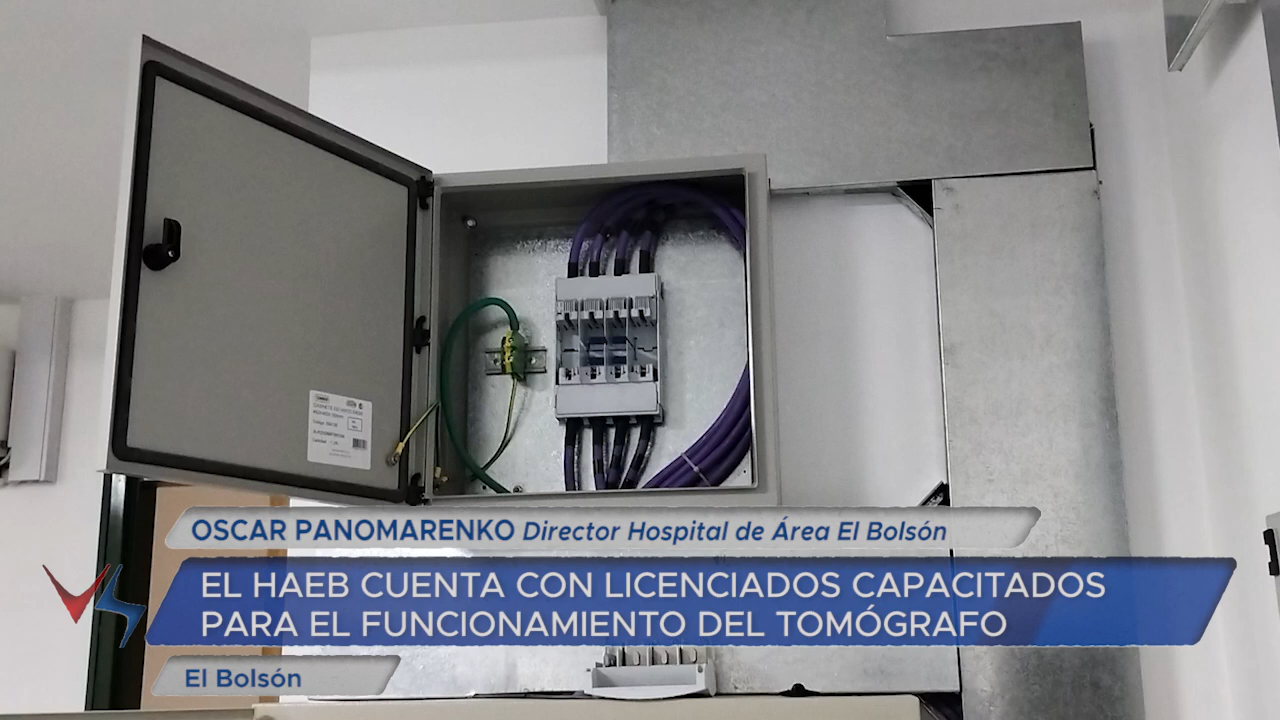 OSCAR PANOMARENKO Director Hospital de Área El Bolsón
EL HAEB CUENTA CON LICENCIADOS CAPACITADOS
PARA EL FUNCIONAMIENTO DEL TOMÓGRAFO
El Bolsón